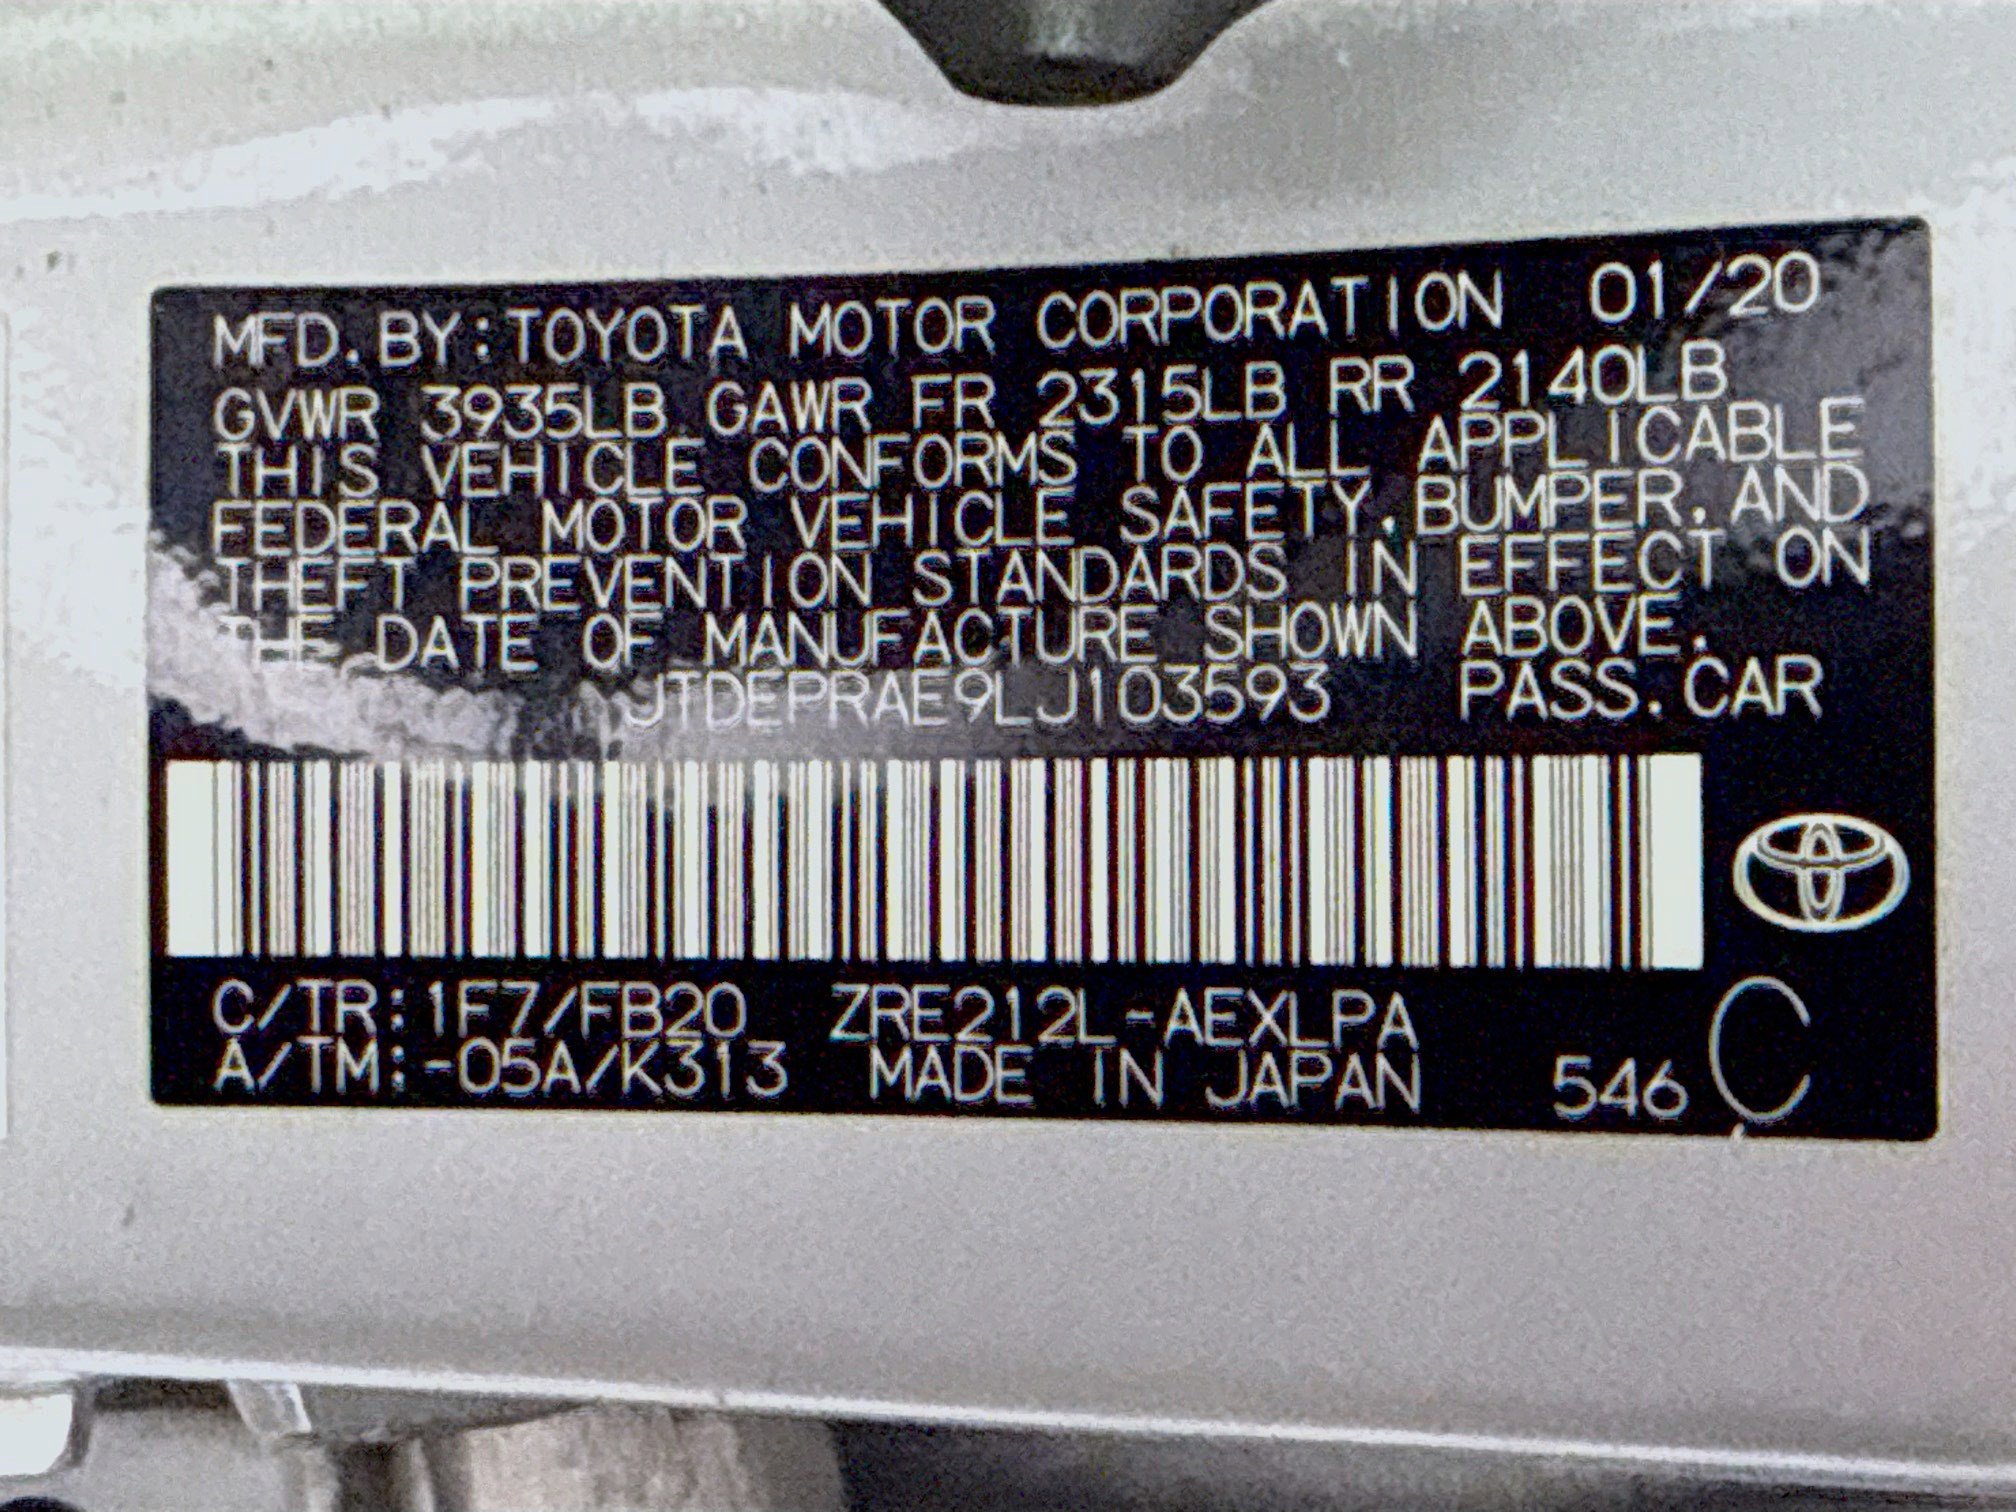 MFD.BY:TOYOTA MOTOR CORPORATION 01/20
GVWR 3935LB GAWR FR 2315LB RR 2140LB
THIS VEHICLE CONFORMS TO ALL APPLICABLE
FEDERAL MOTOR VEHICLE SAFETY,BUMPER,AND
THEFT PREVENTION STANDARDS IN EFFECT ON
THE DATE OF MANUFACTURE SHOWN ABOVE.
JTDEPRAE9LJ103593 PASS.CAR
C/TR:1F7/FB20 ZRE212L-AEXLPA
A/TM:-05A/K313 MADE IN JAPAN 546 C